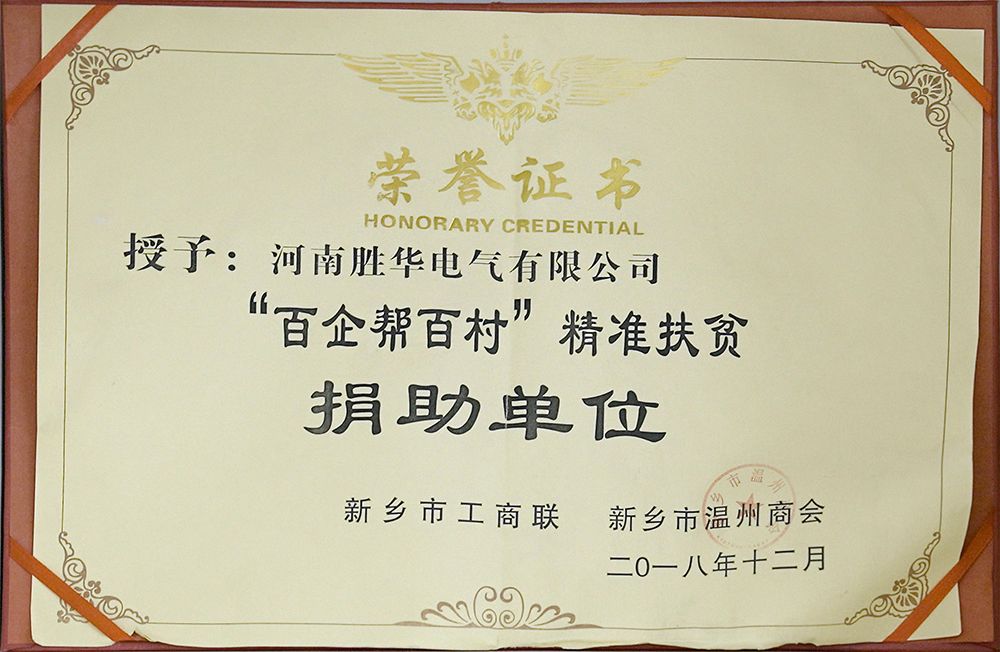 荣誉证书
HONORARY CREDENTIAL
授予：河南胜华电气有限公司
“百企帮百村”精准扶贫
捐助单位
新乡市工商联 新乡市温州商会
二〇一八年十二月